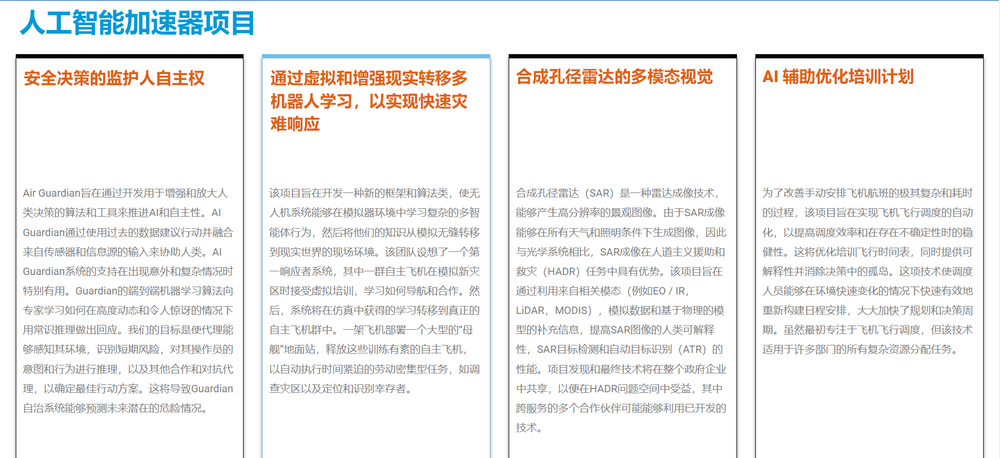 人工智能加速器项目
安全决策的监护人自主权
Air Guardian旨在通过开发用于增强和放大人
类决策的算法和工具来推进AI和自主性。AI
Guardian通过使用过去的数据建议行动并融合
来自传感器和信息源的输入来协助人类。AI
Guardian系统的支持在出现意外和复杂情况时
特别有用。Guardian的端到端机器学习算法向
专家学习如何在高度动态和令人惊讶的情况下
用常识推理做出回应。我们的目标是使代理能
够感知其环境，识别短期风险，对其操作员的
意图和行为进行推理，以及其他合作和对抗代
理，以确定最佳行动方案。这将导致Guardian
自治系统能够预测未来潜在的危险情况。
通过虚拟和增强现实转移多
机器人学习，以实现快速灾
难响应
该项目旨在开发一种新的框架和算法类，使无
人机系统能够在模拟器环境中学习复杂的多智
能体行为，然后将他们的知识从模拟无缝转移
到现实世界的现场环境。该团队设想了一个第
一响应者系统，其中一群自主飞机在模拟新灾
区时接受虚拟培训，学习如何导航和合作。然
后，系统将在仿真中获得的学习转移到真正的
自主飞机群中。一架飞机部署一个大型的“母
舰”地面站，释放这些训练有素的自主飞机，
以自动执行时间紧迫的劳动密集型任务，如调
查灾区以及定位和识别幸存者。
合成孔径雷达的多模态视觉
合成孔径雷达（SAR）是一种雷达成像技术，
能够产生高分辨率的景观图像。由于SAR成像
能够在所有天气和照明条件下生成图像，因此
与光学系统相比，SAR成像在人道主义援助和
救灾（HADR）任务中具有优势。该项目旨在
通过利用来自相关模态（例如EO / IR，
LiDAR，MODIS），模拟数据和基于物理的模
型的补充信息，提高SAR图像的人类可解释
性，SAR目标检测和自动目标识别（ATR）的
性能。项目发现和最终技术将在整个政府企业
中共享，以便在HADR问题空间中受益，其中
跨服务的多个合作伙伴可能能够利用已开发的
技术。
AI 辅助优化培训计划
为了改善手动安排飞机航班的极其复杂和耗时
的过程，该项目旨在实现飞机飞行调度的自动
化，以提高调度效率和在存在不确定性时的稳
健性。这将优化培训飞行时间表，同时提供可
解释性并消除决策中的孤岛。这项技术使调度
人员能够在环境快速变化的情况下快速有效地
重新构建日程安排，大大加快了规划和决策周
期。虽然最初专注于飞机飞行调度，但该技术
适用于许多部门的所有复杂资源分配任务。